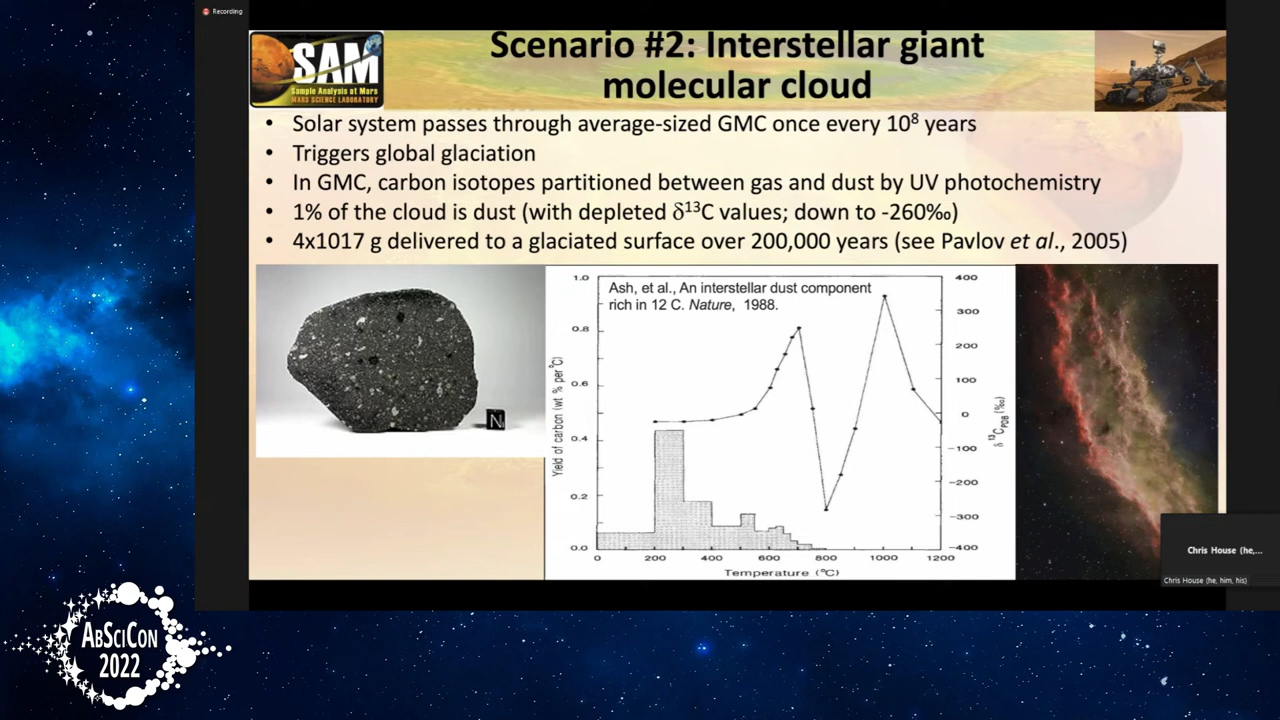 Recording
SAM
Sample Analysis at Mars
MARS SCIENCE LABORATORY
Scenario #2: Interstellar giant
molecular cloud
• Solar system passes through average-sized GMC once every 10⁸ years
• Triggers global glaciation
• In GMC, carbon isotopes partitioned between gas and dust by UV photochemistry
• 1% of the cloud is dust (with depleted δ¹³C values; down to -260‰)
• 4x1017 g delivered to a glaciated surface over 200,000 years (see Pavlov et al., 2005)
N
Ash, et al., An interstellar dust component
rich in 12 C. Nature, 1988.
Yield of carbon (wt % per °C)
1.0
0.8
0.6
0.4
0.2
0.0
0
200
400
600
800
1000
1200
Temperature (°C)
400
300
200
100
0
-100
-200
-300
-400
δ ¹³C PDB (‰)
Chris House (he,...
Chris House (he, him, his)
ABSCICON
2022